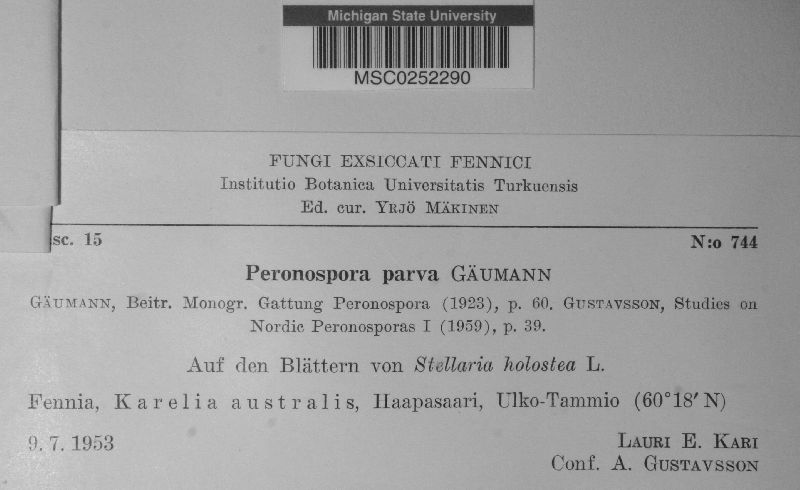 Michigan State University
MSC0252290
FUNGI EXSICCATI FENNICI
Institutio Botanica Universitatis Turkuensis
Ed. cur. YRJÖ MÄKINEN
sc. 15 N:o 744
Peronospora parva GÄUMANN
GÄUMANN, Beitr. Monogr. Gattung Peronospora (1923), p. 60. GUSTAVSSON, Studies on
Nordic Peronosporas I (1959), p. 39.
Auf den Blättern von Stellaria holostea L.
Fennia, Karelia australis, Haapasaari, Ulko-Tammio (60°18′ N)
9. 7. 1953 LAURI E. KARI
Conf. A. GUSTAVSSON